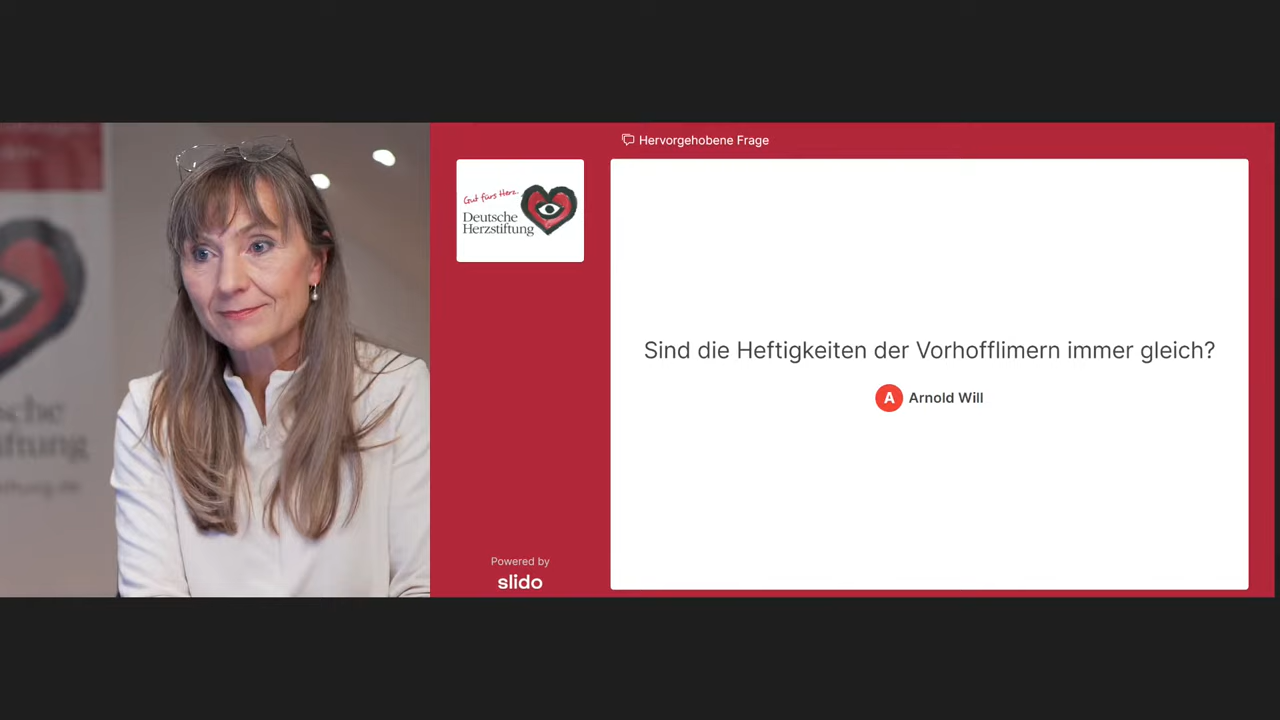 Hervorgehobene Frage
Gut fürs Herz.
Deutsche
Herzstiftung
Sind die Heftigkeiten der Vorhofflimern immer gleich?
A Arnold Will
Powered by
slido